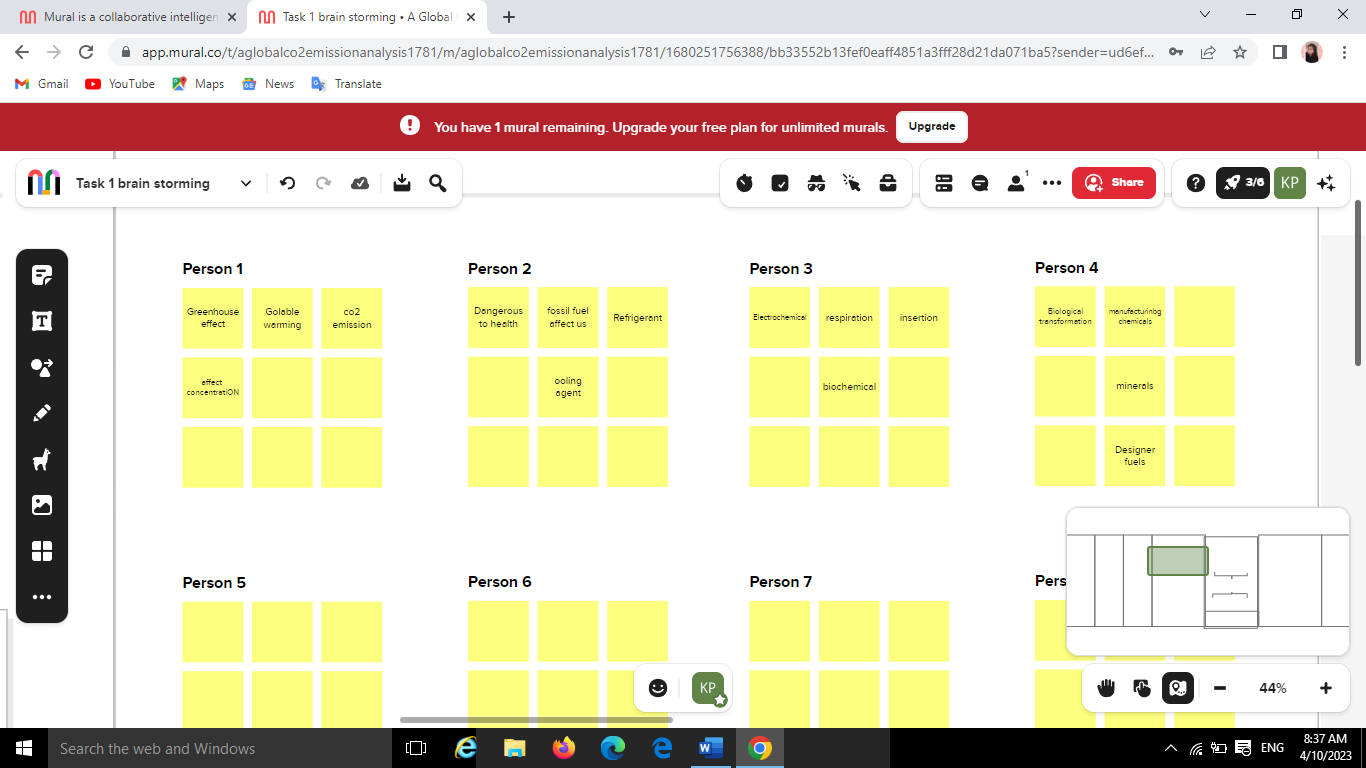 Mural is a collaborative intelligen
Task 1 brain storming • A Global
app.mural.co/t/aglobalco2emissionanalysis1781/m/aglobalco2emissionanalysis1781/1680251756388/bb33552b13fef0eaff4851a3fff28d21da071ba5?sender=ud6ef...
Gmail
YouTube
Maps
News
Translate
You have 1 mural remaining. Upgrade your free plan for unlimited murals.
Upgrade
Task 1 brain storming
1
Share
3/6
KP
Person 1
Greenhouse
effect
Golable
warming
co2
emission
affect
concentratiON
Person 2
Dangerous
to health
fossil fuel
affect us
Refrigerant
ooling
agent
Person 3
Electrochemical
respiration
insertion
biochemical
Person 4
Biological
transformation
manufacturinbg
chemicals
minerals
Designer
fuels
Person 5
Person 6
Person 7
Pers
KP
44%
Search the web and Windows
ENG
8:37 AM
4/10/2023